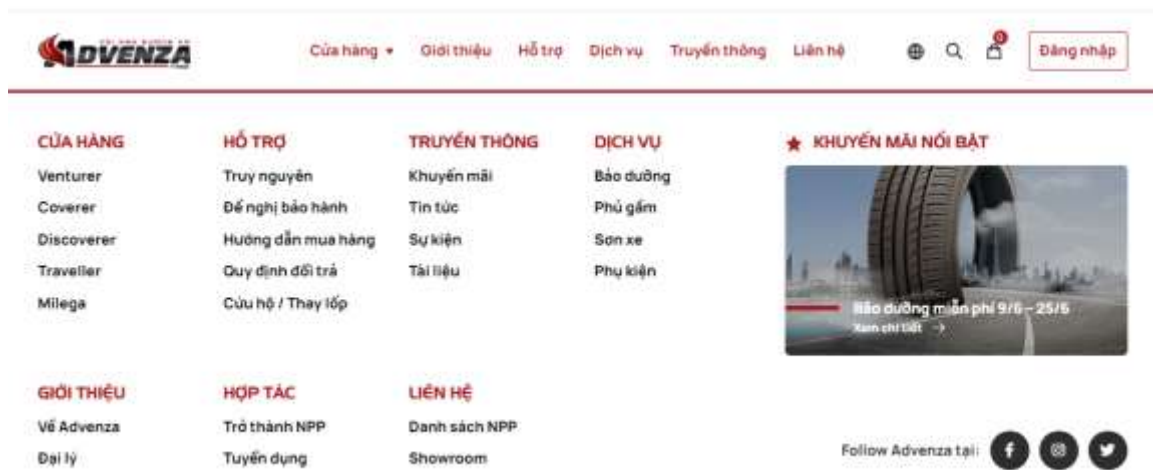 ADVENZA
Cửa hàng
Giới thiệu
Hỗ trợ
Dịch vụ
Truyền thông
Liên hệ
0
Đăng nhập
CỬA HÀNG
Venturer
Coverer
Discoverer
Traveller
Milega
HỖ TRỢ
Truy nguyên
Đề nghị bảo hành
Hướng dẫn mua hàng
Quy định đổi trả
Cứu hộ / Thay lốp
TRUYỀN THÔNG
Khuyến mãi
Tin tức
Sự kiện
Tài liệu
DỊCH VỤ
Bảo dưỡng
Phủ gầm
Sơn xe
Phụ kiện
KHUYẾN MÃI NỔI BẬT
Bảo dưỡng miễn phí 9/6 – 25/6
Xem chi tiết →
GIỚI THIỆU
Về Advenza
Đại lý
HỢP TÁC
Trở thành NPP
Tuyển dụng
LIÊN HỆ
Danh sách NPP
Showroom
Follow Advenza tại: